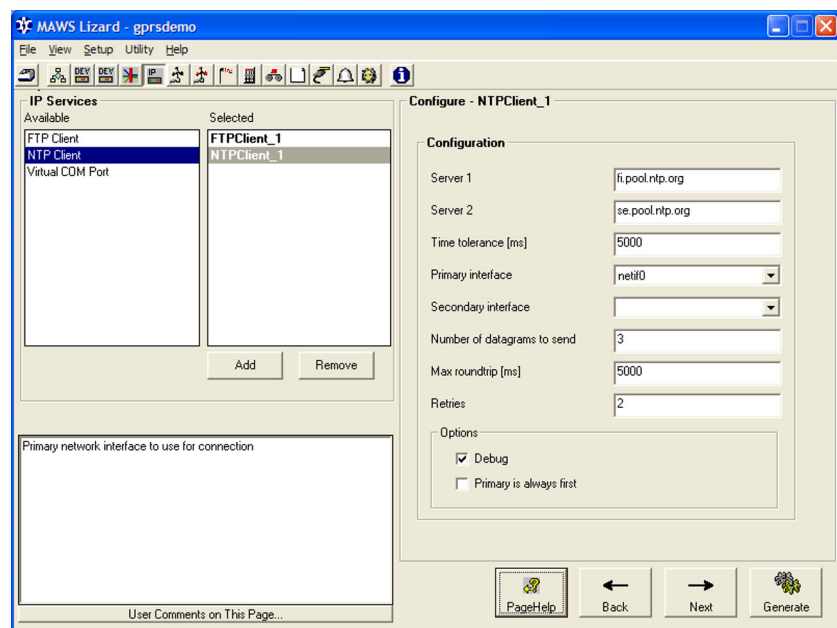 MAWS Lizard - gprsdemo
File View Setup Utility Help
IP Services
Available
Selected
FTP Client
NTP Client
Virtual COM Port
FTPClient_1
NTPClient_1
Add
Remove
Primary network interface to use for connection
User Comments on This Page...
Configure - NTPClient_1
Configuration
Server 1
fi.pool.ntp.org
Server 2
se.pool.ntp.org
Time tolerance [ms]
5000
Primary interface
netif0
Secondary interface
Number of datagrams to send
3
Max roundtrip [ms]
5000
Retries
2
Options
Debug
Primary is always first
PageHelp
Back
Next
Generate